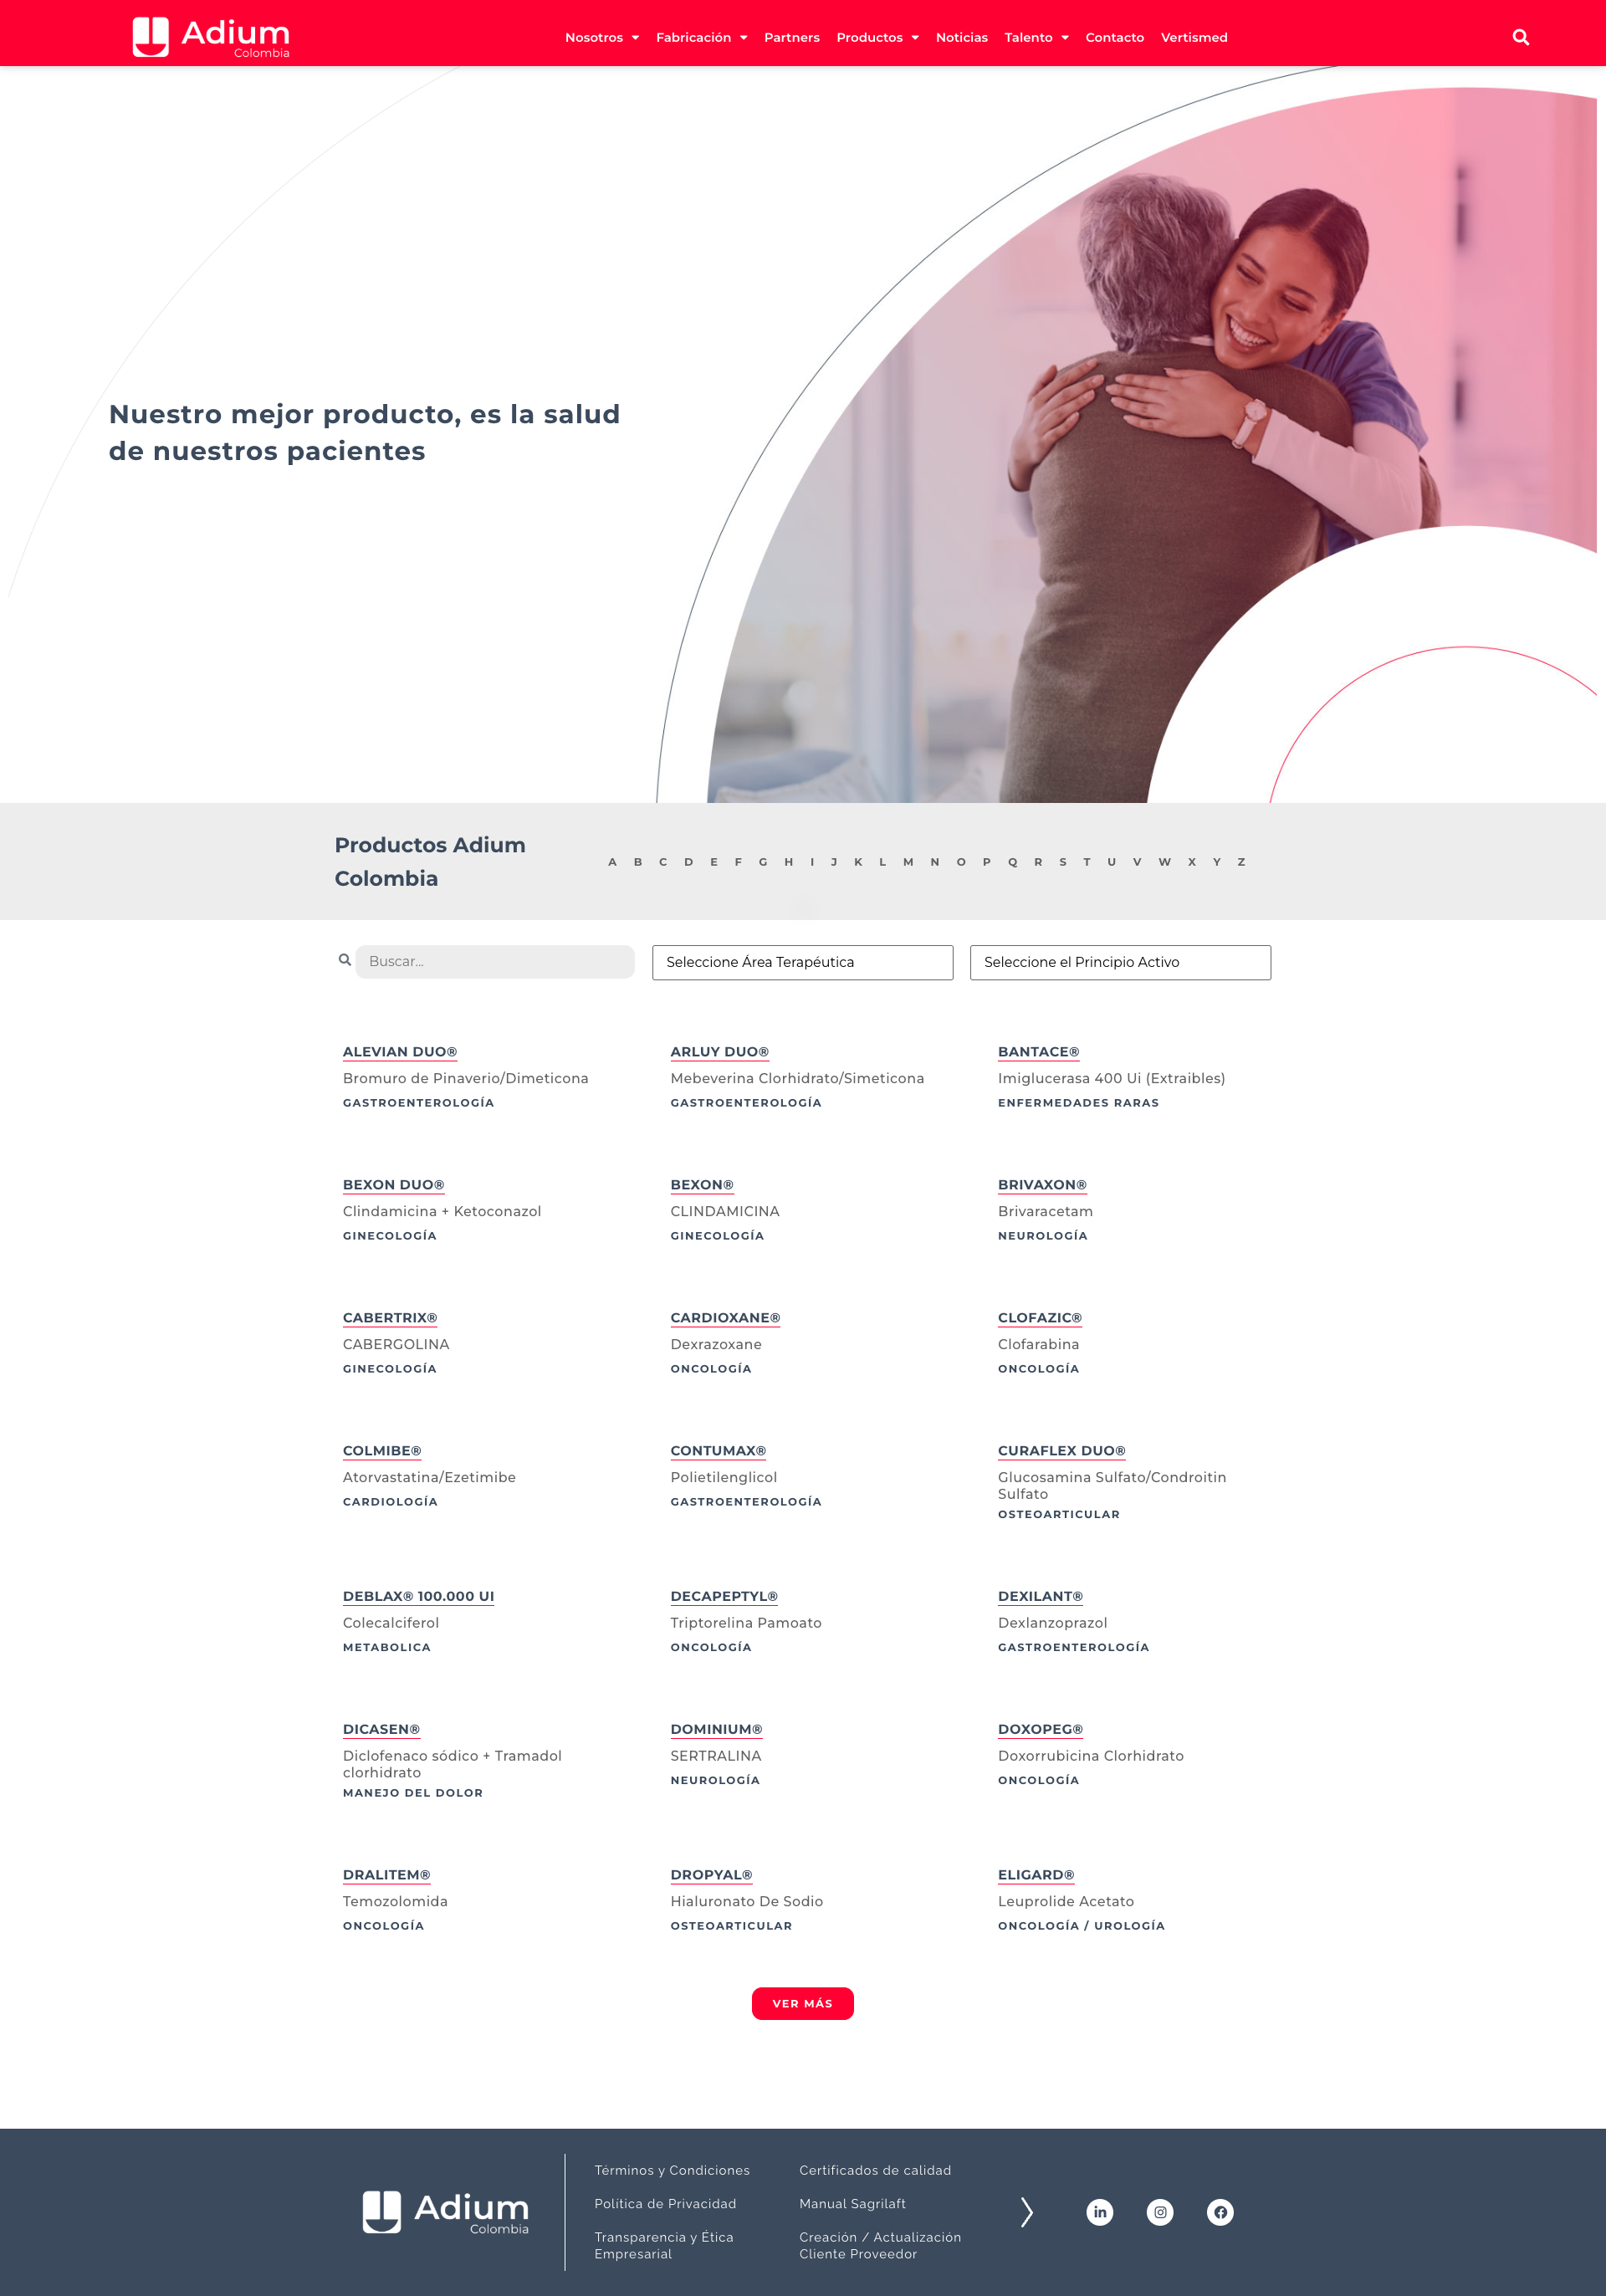 Adium
Colombia
Nosotros Fabricación Partners Productos Noticias Talento Contacto Vertismed
Nuestro mejor producto, es la salud
de nuestros pacientes
Productos Adium
Colombia
A B C D E F G H I J K L M N O P Q R S T U V W X Y Z
Buscar...
Seleccione Área Terapéutica
Seleccione el Principio Activo
ALEVIAN DUO®
Bromuro de Pinaverio/Dimeticona
GASTROENTEROLOGÍA
ARLUY DUO®
Mebeverina Clorhidrato/Simeticona
GASTROENTEROLOGÍA
BANTACE®
Imiglucerasa 400 Ui (Extraibles)
ENFERMEDADES RARAS
BEXON DUO®
Clindamicina + Ketoconazol
GINECOLOGÍA
BEXON®
CLINDAMICINA
GINECOLOGÍA
BRIVAXON®
Brivaracetam
NEUROLOGÍA
CABERTRIX®
CABERGOLINA
GINECOLOGÍA
CARDIOXANE®
Dexrazoxane
ONCOLOGÍA
CLOFAZIC®
Clofarabina
ONCOLOGÍA
COLMIBE®
Atorvastatina/Ezetimibe
CARDIOLOGÍA
CONTUMAX®
Polietilenglicol
GASTROENTEROLOGÍA
CURAFLEX DUO®
Glucosamina Sulfato/Condroitin
Sulfato
OSTEOARTICULAR
DEBLAX® 100.000 UI
Colecalciferol
METABOLICA
DECAPEPTYL®
Triptorelina Pamoato
ONCOLOGÍA
DEXILANT®
Dexlanzoprazol
GASTROENTEROLOGÍA
DICASEN®
Diclofenaco sódico + Tramadol
clorhidrato
MANEJO DEL DOLOR
DOMINIUM®
SERTRALINA
NEUROLOGÍA
DOXOPEG®
Doxorrubicina Clorhidrato
ONCOLOGÍA
DRALITEM®
Temozolomida
ONCOLOGÍA
DROPYAL®
Hialuronato De Sodio
OSTEOARTICULAR
ELIGARD®
Leuprolide Acetato
ONCOLOGÍA / UROLOGÍA
VER MÁS
Adium
Colombia
Términos y Condiciones
Política de Privacidad
Transparencia y Ética
Empresarial
Certificados de calidad
Manual Sagrilaft
Creación / Actualización
Cliente Proveedor